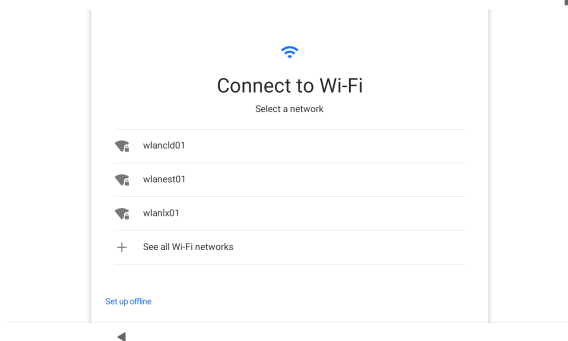 Connect to Wi-Fi
Select a network
wlancld01
wlanest01
wlanlx01
See all Wi-Fi networks
Set up offline